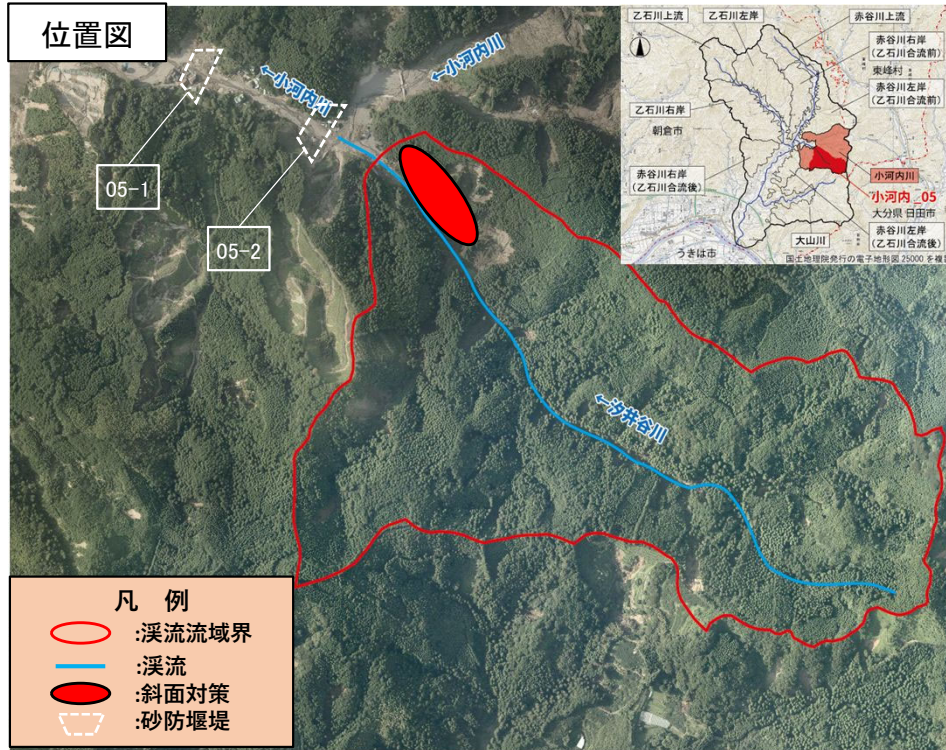 位置図
←小河内川
←小河内川
05-1
05-2
←汐井谷川
凡 例
:渓流流域界
:渓流
:斜面対策
:砂防堰堤
乙石川上流
乙石川左岸
赤谷川上流
赤谷川右岸
(乙石川合流前)
東峰村
赤谷川左岸
(乙石川合流前)
乙石川右岸
朝倉市
小河内川
赤谷川右岸
(乙石川合流後)
小河内_05
大分県 日田市
赤谷川左岸
(乙石川合流後)
大山川
うきは市
国土地理院発行の電子地形図25000を複